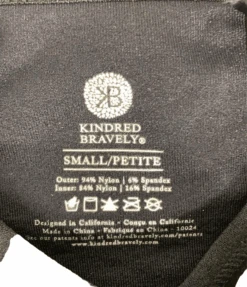 KB
KINDRED
BRAVELY®
SMALL/PETITE
Outer: 94% Nylon | 6% Spandex
Inner: 84% Nylon | 16% Spandex
Designed in California - Conçu en Californie
Made in China - Fabriqué en China - 10024
See our patents info at kindredbravely.com/patents
www.kindredbravely.com